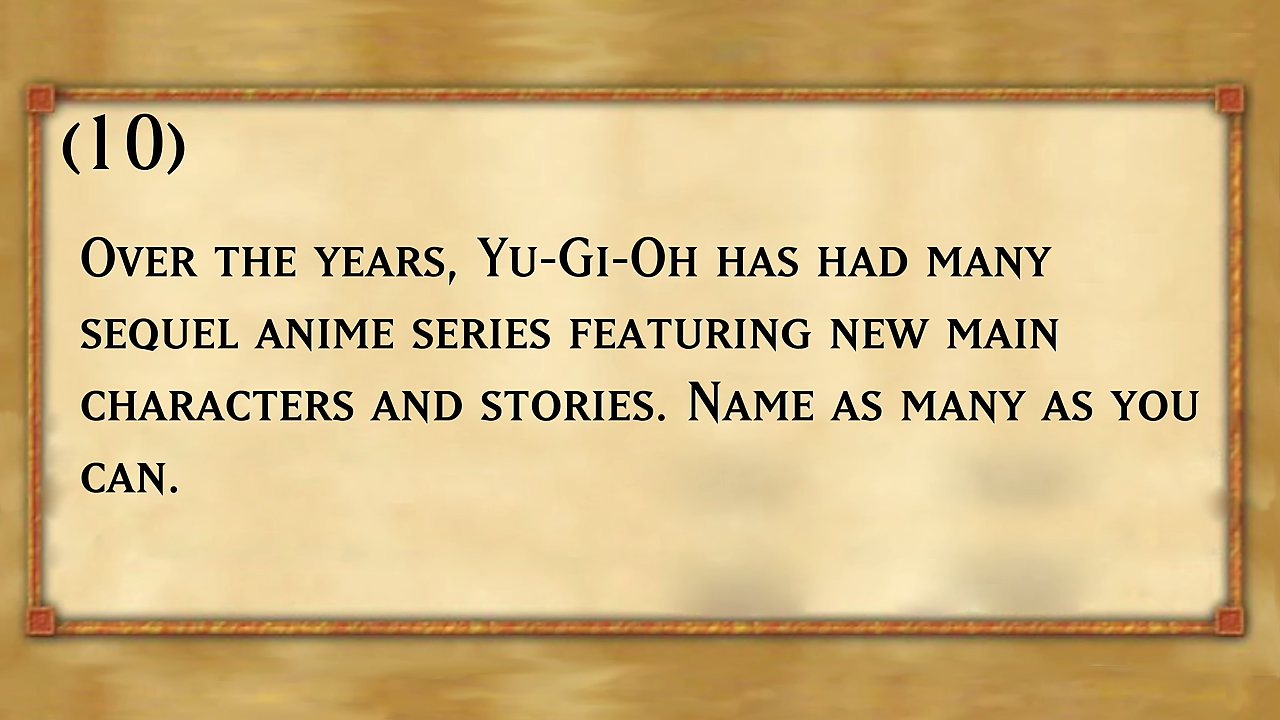 (10)
Over the years, Yu-Gi-Oh has had many
sequel anime series featuring new main
characters and stories. Name as many as you
can.